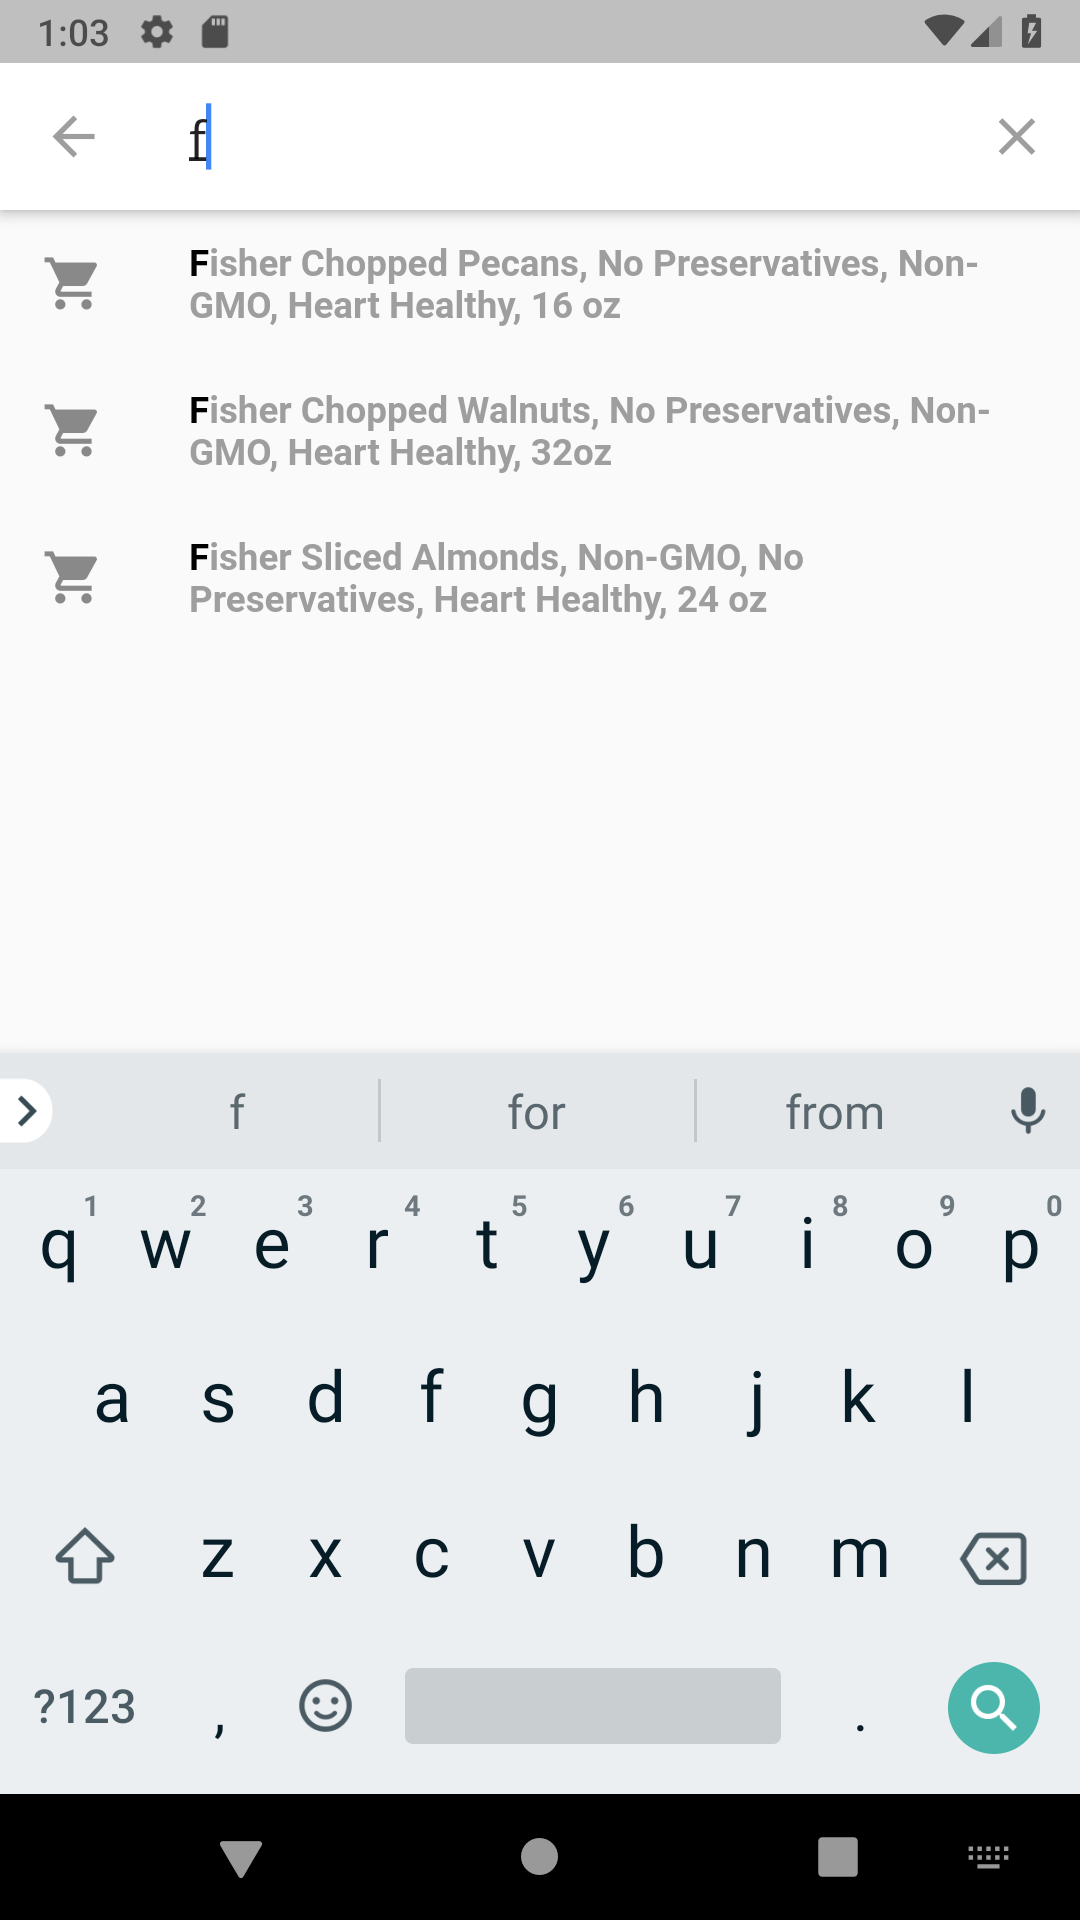 1:03
f
Fisher Chopped Pecans, No Preservatives, Non-
GMO, Heart Healthy, 16 oz
Fisher Chopped Walnuts, No Preservatives, Non-
GMO, Heart Healthy, 32oz
Fisher Sliced Almonds, Non-GMO, No
Preservatives, Heart Healthy, 24 oz
f for from
1 2 3 4 5 6 7 8 9 0
q w e r t y u i o p
a s d f g h j k l
z x c v b n m
?123 , .